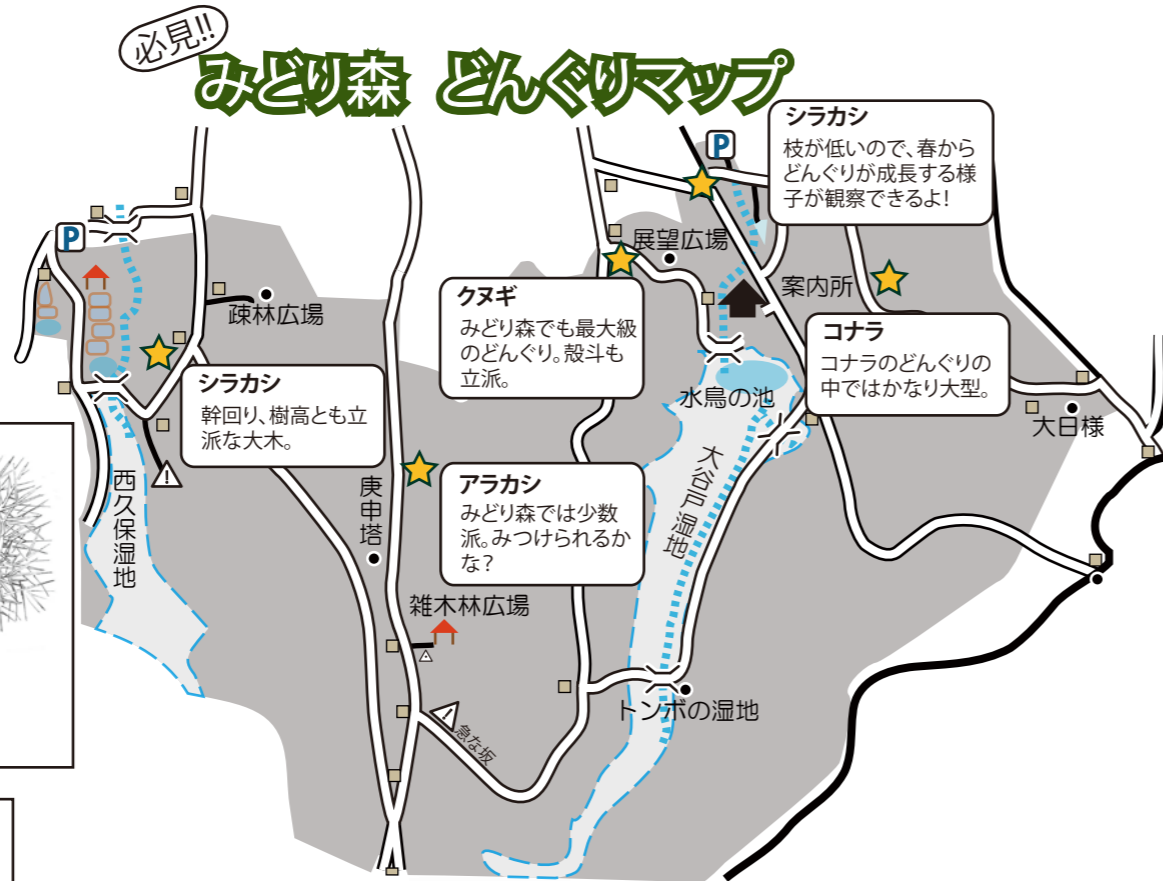 必見!!
みどり森 どんぐりマップ
P
シラカシ
枝が低いので、春から
どんぐりが成長する様
子が観察できるよ!
P
展望広場
案内所
疎林広場
クヌギ
みどり森でも最大級
のどんぐり。殻斗も
立派。
コナラ
コナラのどんぐりの
中ではかなり大型。
シラカシ
幹回り、樹高とも立
派な大木。
水鳥の池
大日様
大谷戸湿地
西久保湿地
!
庚申塔
アラカシ
みどり森では少数
派。みつけられるか
な?
雑木林広場
トンボの湿地
!
急な坂